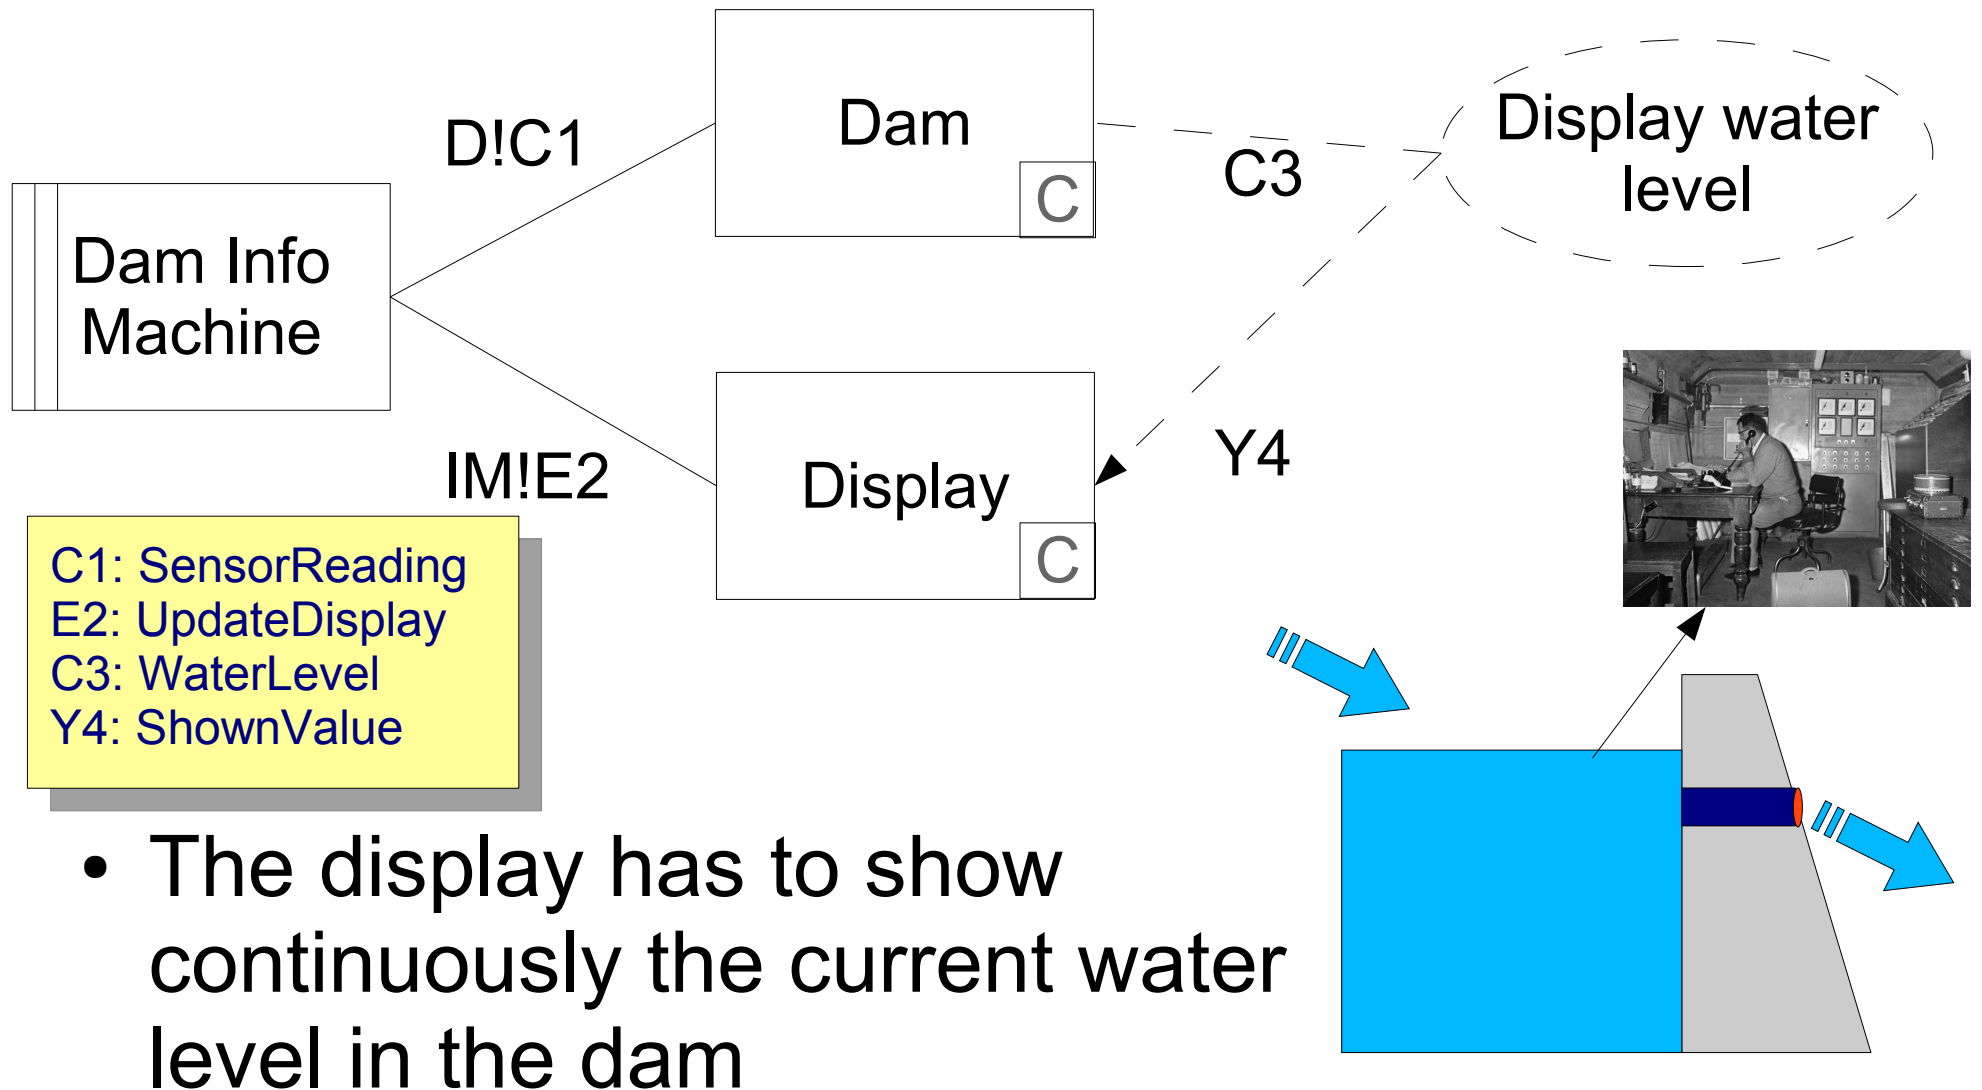 D!C1
Dam
C
C3
Display water
level
Dam Info
Machine
IM!E2
Display
C
Y4
C1: SensorReading
E2: UpdateDisplay
C3: WaterLevel
Y4: ShownValue
• The display has to show
continuously the current water
level in the dam